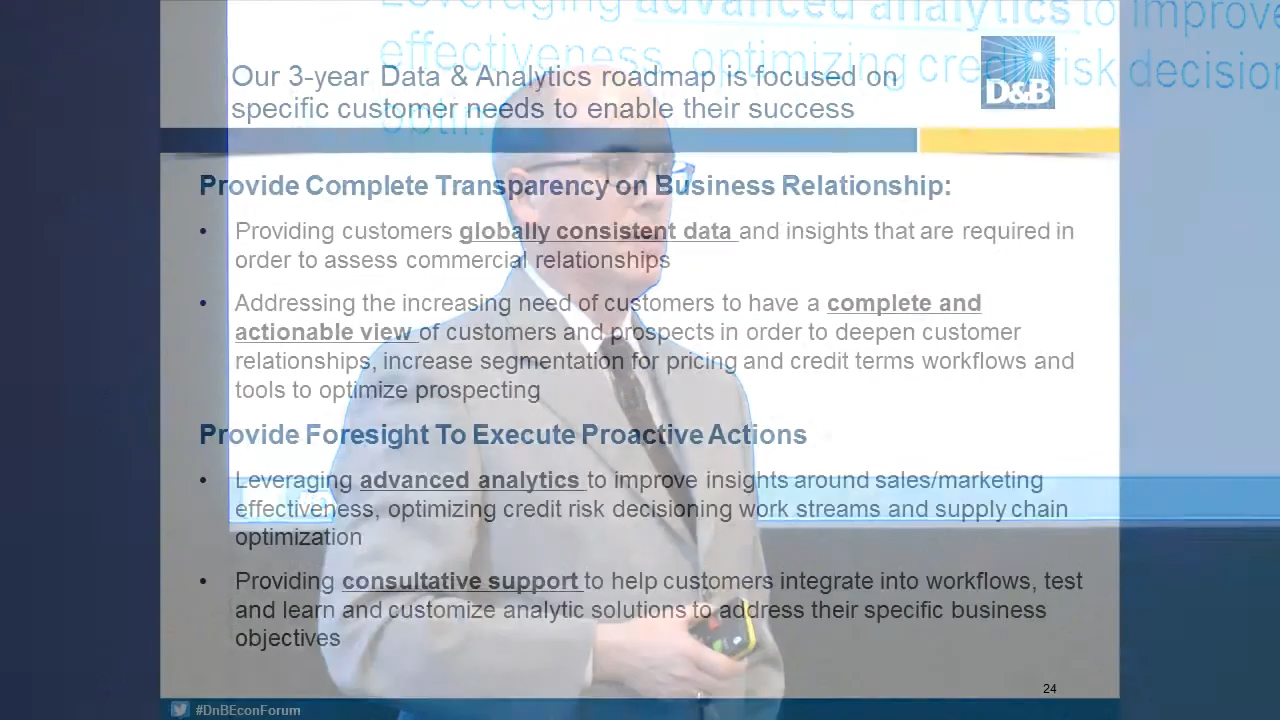 Leveraging advanced analytics to improve
effectiveness, optimizing credit risk decision
Our 3-year Data & Analytics roadmap is focused on
specific customer needs to enable their success
D&B
Provide Complete Transparency on Business Relationship:
• Providing customers globally consistent data and insights that are required in
order to assess commercial relationships
• Addressing the increasing need of customers to have a complete and
actionable view of customers and prospects in order to deepen customer
relationships, increase segmentation for pricing and credit terms workflows and
tools to optimize prospecting
Provide Foresight To Execute Proactive Actions
• Leveraging advanced analytics to improve insights around sales/marketing
effectiveness, optimizing credit risk decisioning work streams and supply chain
optimization
• Providing consultative support to help customers integrate into workflows, test
and learn and customize analytic solutions to address their specific business
objectives
24
#DnBEconForum